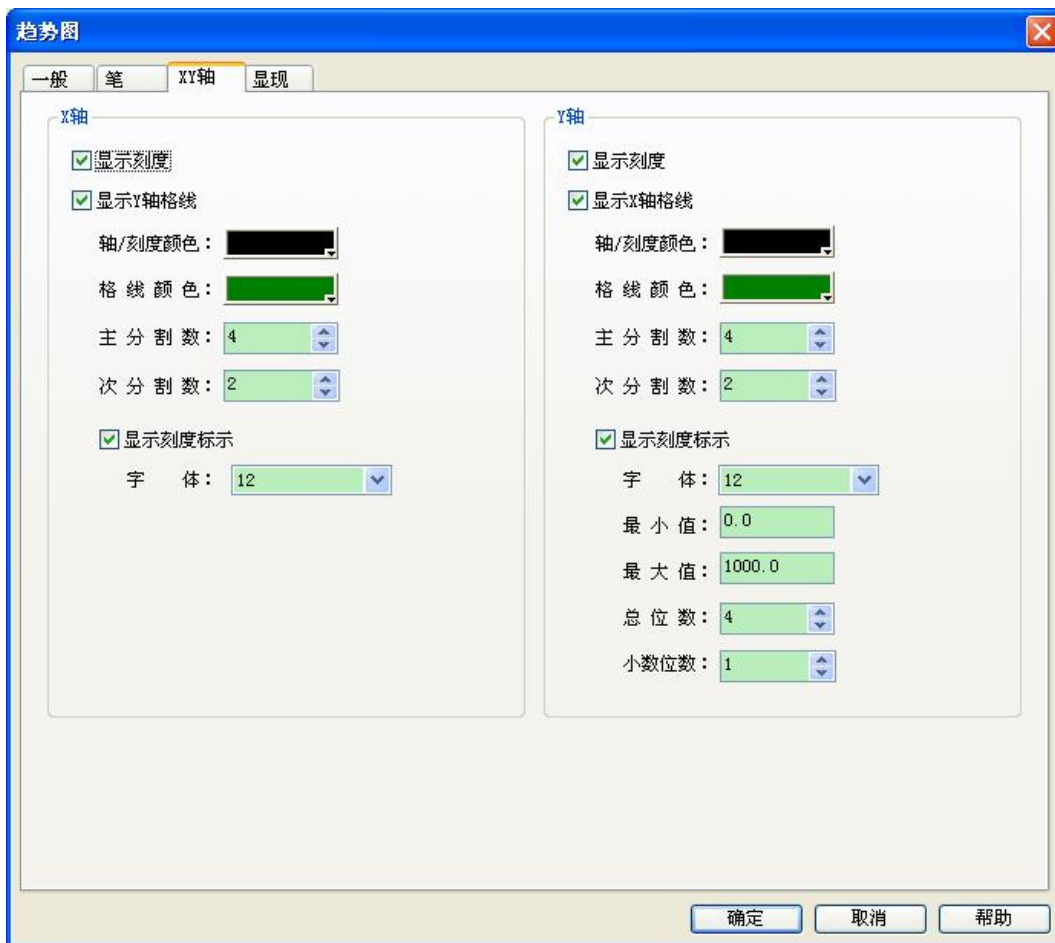 趋势图
一般 笔 XY轴 显现
X轴
显示刻度
显示Y轴格线
轴/刻度颜色：
格线颜色：
主分割数：4
次分割数：2
显示刻度标示
字体：12
Y轴
显示刻度
显示X轴格线
轴/刻度颜色：
格线颜色：
主分割数：4
次分割数：2
显示刻度标示
字体：12
最小值：0.0
最大值：1000.0
总位数：4
小数位数：1
确定 取消 帮助